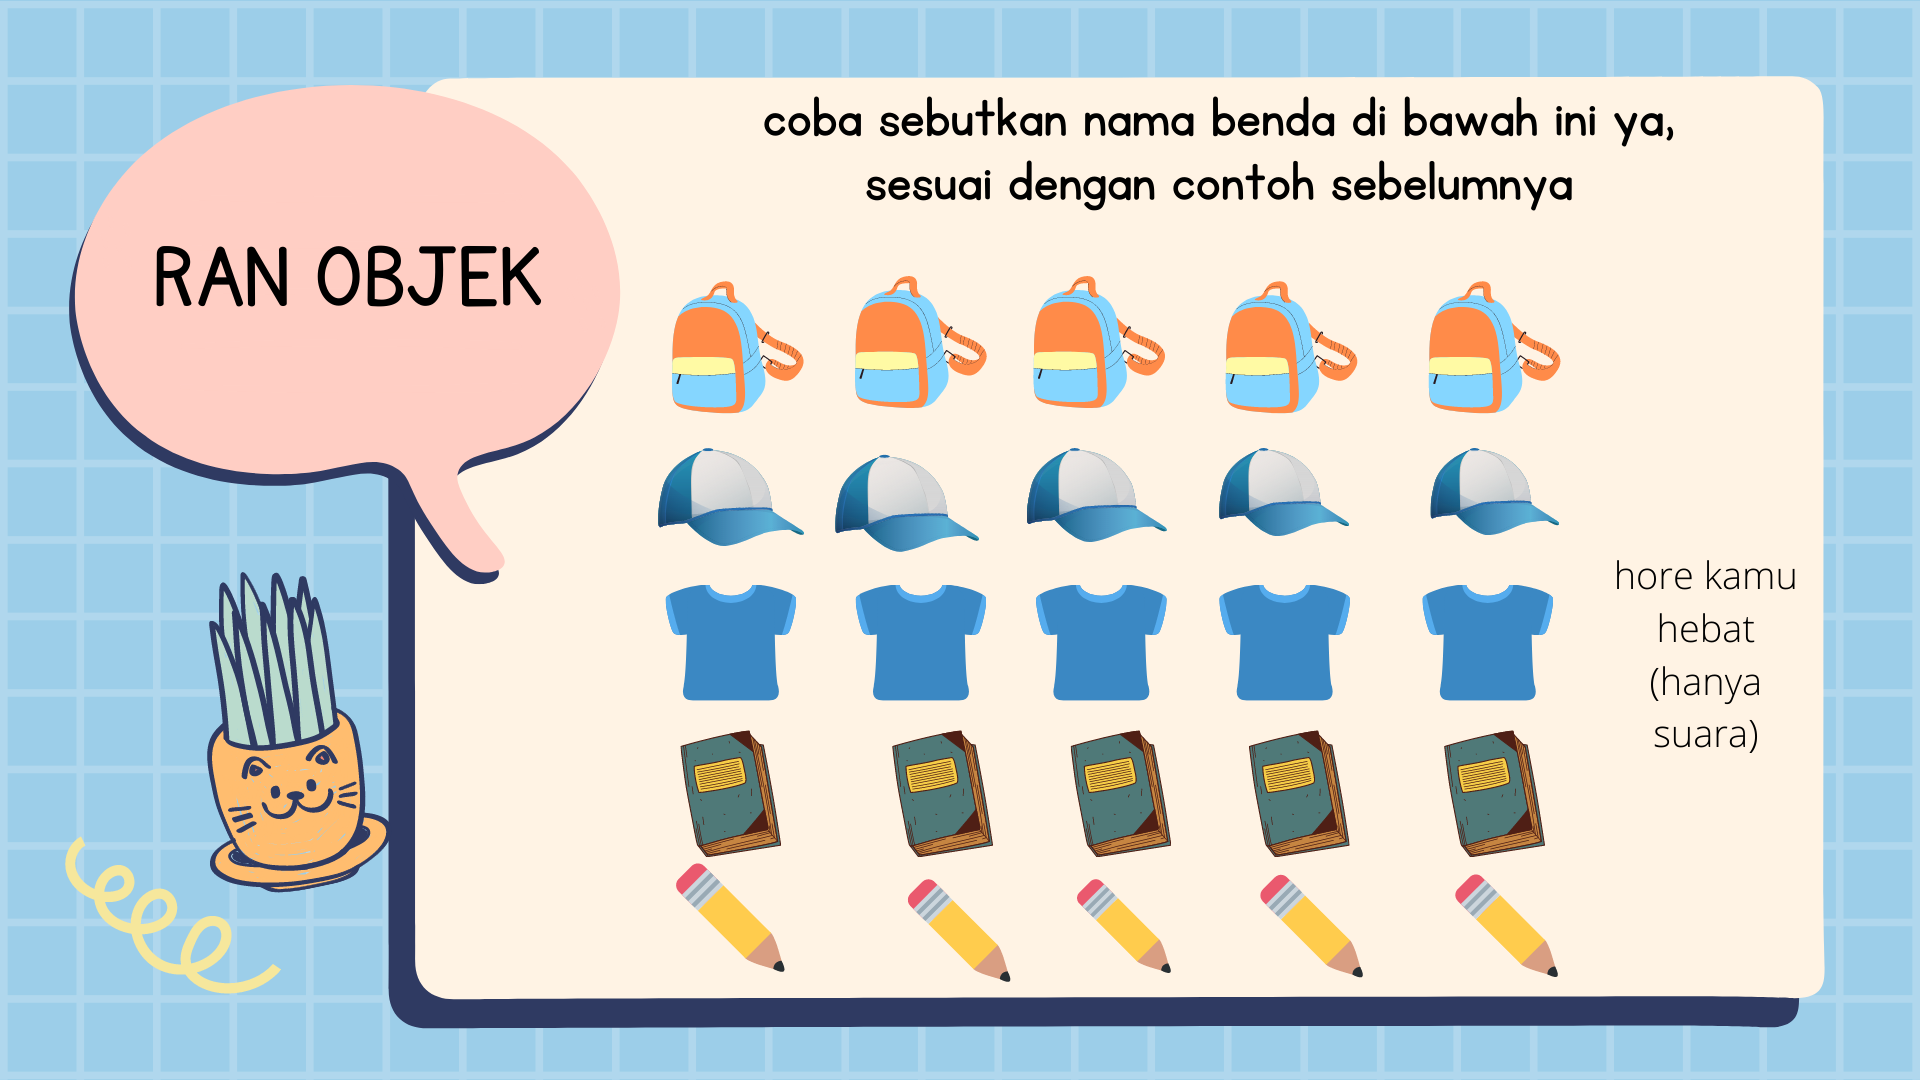 RAN OBJEK
coba sebutkan nama benda di bawah ini ya,
sesuai dengan contoh sebelumnya
hore kamu
hebat
(hanya
suara)